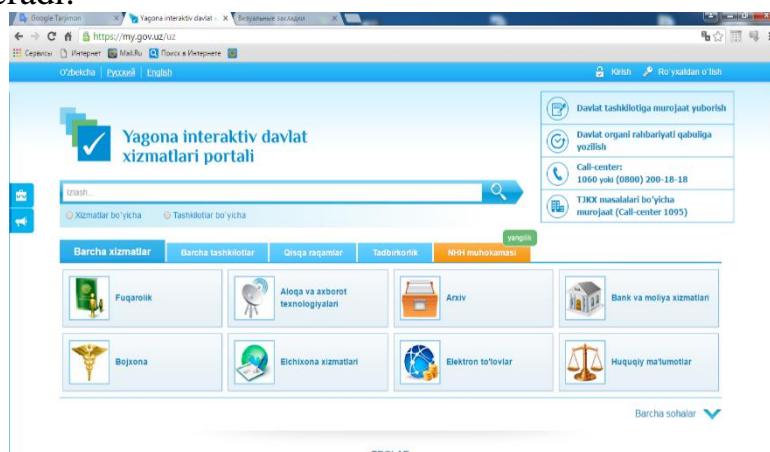 eradi.
Google Tarjimon
Yagona interaktiv davlat
Визуальные закладки
https://my.gov.uz/uz
Сервисы
Интернет
Mail.Ru
Поиск в Интернете
O'zbekcha
Русский
English
Kirish
Ro'yxatdan o'tish
Yagona interaktiv davlat
xizmatlari portali
Davlat tashkilotiga murojaat yuborish
Davlat organi rahbariyati qabuliga
yozilish
Call-center:
1060 yoki (0800) 200-18-18
TJKX masalalari bo'yicha
murojaat (Call-center 1095)
Izlash...
Xizmatlar bo'yicha
Tashkilotlar bo'yicha
yangilik
Barcha xizmatlar
Barcha tashkilotlar
Qisqa raqamlar
Tadbirkorlik
NHH muhokamasi
Fuqarolik
Aloqa va axborot
texnologiyalari
Arxiv
Bank va moliya xizmatlari
Bojxona
Elchixona xizmatlari
Elektron to'lovlar
Huquqiy ma'lumotlar
Barcha sohalar